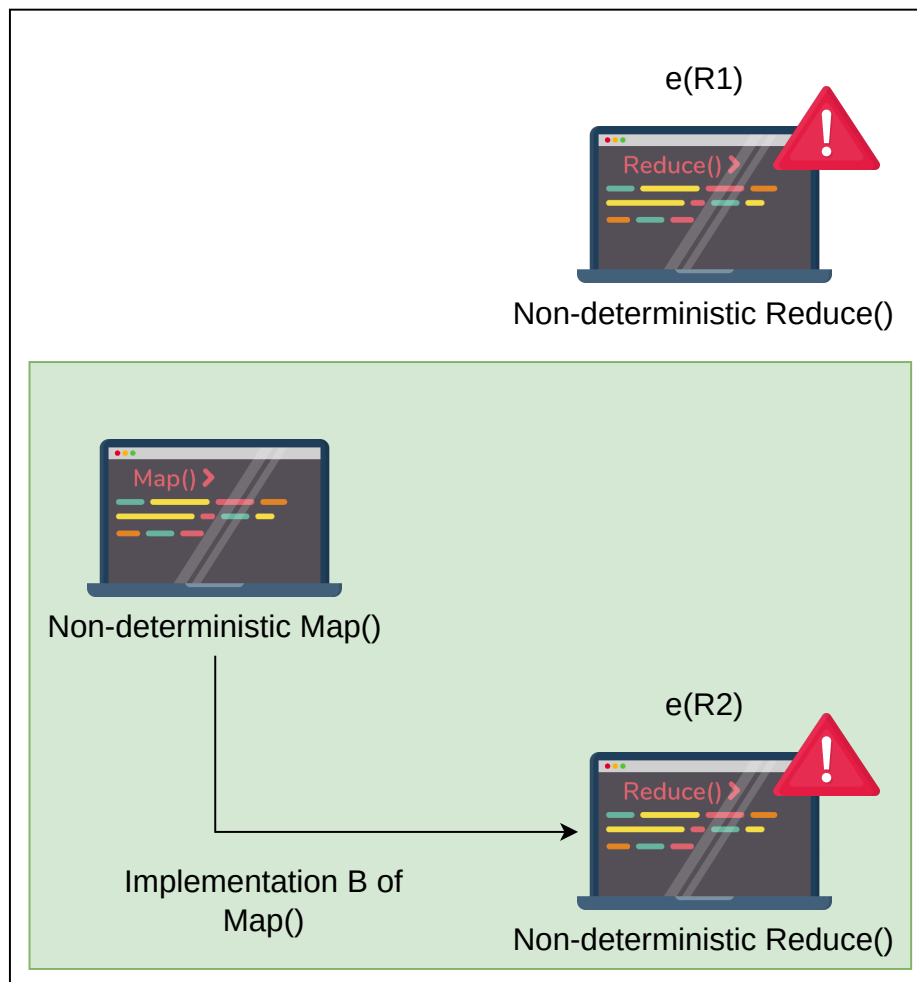 e(R1)
Reduce()
Non-deterministic Reduce()
Map()
Non-deterministic Map()
e(R2)
Reduce()
Implementation B of
Map()
Non-deterministic Reduce()